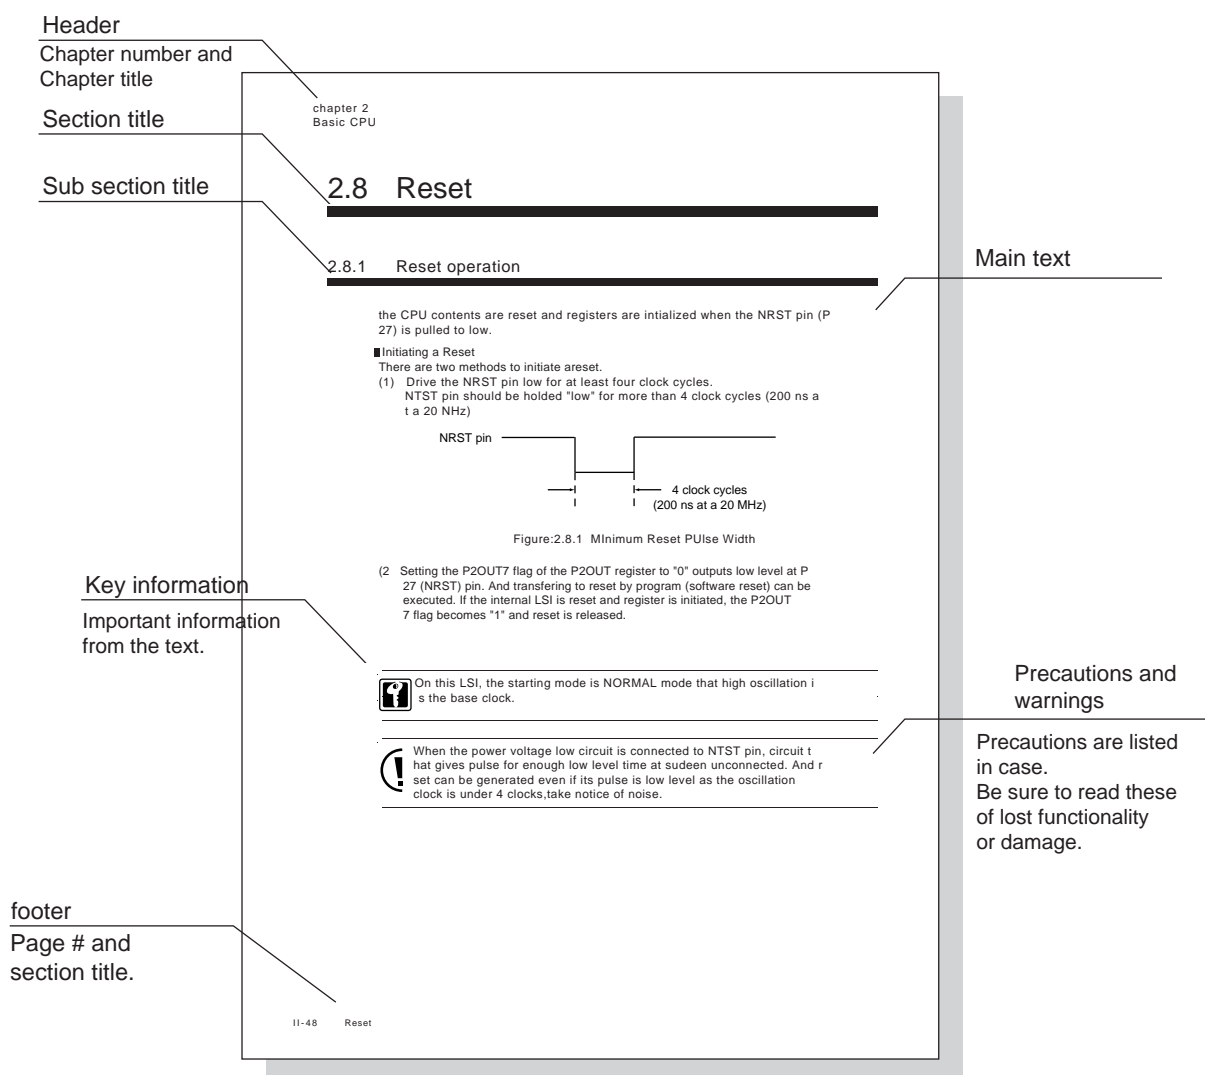 Header
Chapter number and
Chapter title
chapter 2
Basic CPU
Section title
Sub section title
2.8 Reset
2.8.1 Reset operation
Main text
the CPU contents are reset and registers are intialized when the NRST pin (P
27) is pulled to low.
Initiating a Reset
There are two methods to initiate areset.
(1) Drive the NRST pin low for at least four clock cycles.
NTST pin should be holded "low" for more than 4 clock cycles (200 ns a
t a 20 NHz)
NRST pin
4 clock cycles
(200 ns at a 20 MHz)
Figure:2.8.1 MInimum Reset PUlse Width
(2 Setting the P2OUT7 flag of the P2OUT register to "0" outputs low level at P
27 (NRST) pin. And transfering to reset by program (software reset) can be
executed. If the internal LSI is reset and register is initiated, the P2OUT
7 flag becomes "1" and reset is released.
Key information
Important information
from the text.
On this LSI, the starting mode is NORMAL mode that high oscillation i
s the base clock.
Precautions and
warnings
Precautions are listed
in case.
Be sure to read these
of lost functionality
or damage.
When the power voltage low circuit is connected to NTST pin, circuit t
hat gives pulse for enough low level time at sudeen unconnected. And r
set can be generated even if its pulse is low level as the oscillation
clock is under 4 clocks,take notice of noise.
footer
Page # and
section title.
II-48 Reset